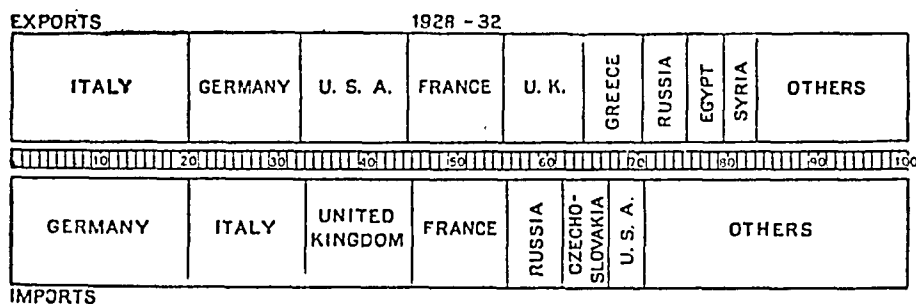 EXPORTS 1928-32
ITALY GERMANY U. S. A. FRANCE U. K. GREECE RUSSIA EGYPT SYRIA OTHERS
10 20 30 40 50 60 70 80 90 100
GERMANY ITALY UNITED KINGDOM FRANCE RUSSIA CZECHO-SLOVAKIA U. S. A. OTHERS
IMPORTS